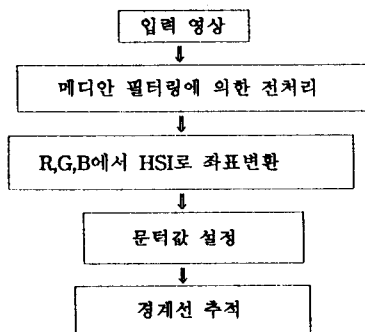 입력 영상
메디안 필터링에 의한 전처리
R,G,B에서 HSI로 좌표변환
문턱값 설정
경계선 추적